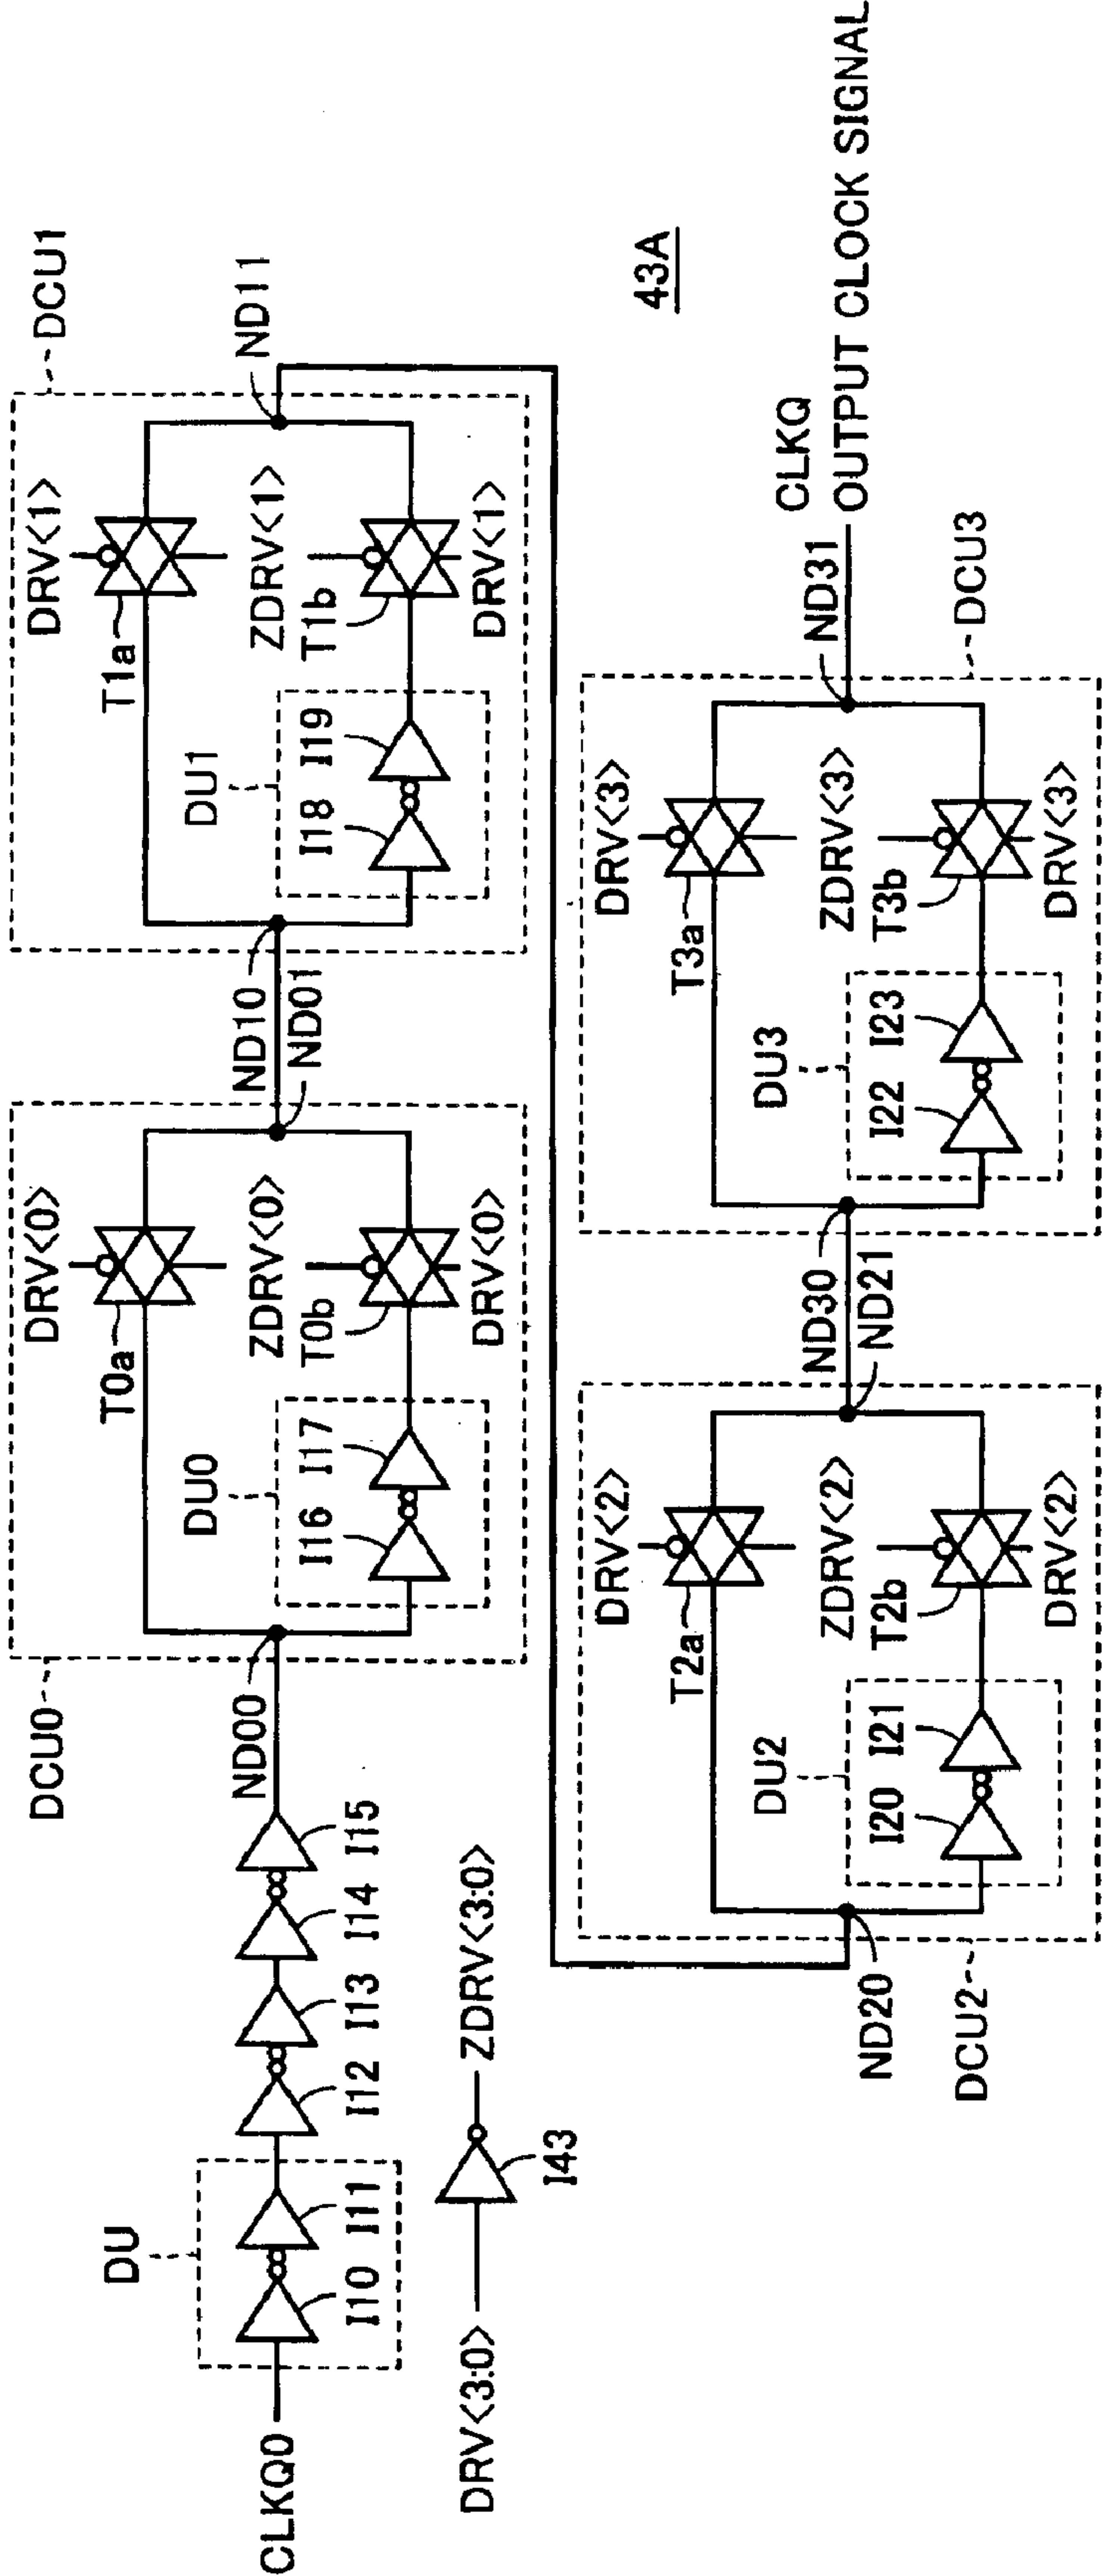 DCU0
DCU1
DRV<0>
DRV<1>
T0a
T1a
ND10
ND11
DU
DU0
DU1
ZDRV<0>
ZDRV<1>
ND00
ND01
CLKQ0
I10
I11
I12
I13
I14
I15
I16
I17
T0b
I18
I19
T1b
DRV<0>
DRV<1>
DRV<3:0>
I43
ZDRV<3:0>
43A
DRV<2>
DRV<3>
T2a
T3a
CLKQ
OUTPUT CLOCK SIGNAL
DU2
DU3
ZDRV<2>
ZDRV<3>
ND30
ND31
ND20
ND21
I20
I21
T2b
I22
I23
T3b
DCU2
DRV<2>
DRV<3>
DCU3